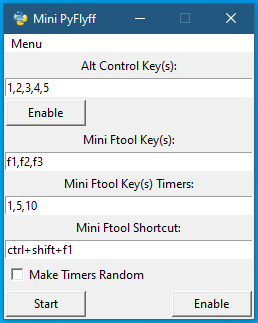 Mini PyFlyff
Menu
Alt Control Key(s):
1,2,3,4,5
Enable
Mini Ftool Key(s):
f1,f2,f3
Mini Ftool Key(s) Timers:
1,5,10
Mini Ftool Shortcut:
ctrl+shift+f1
Make Timers Random
Start Enable